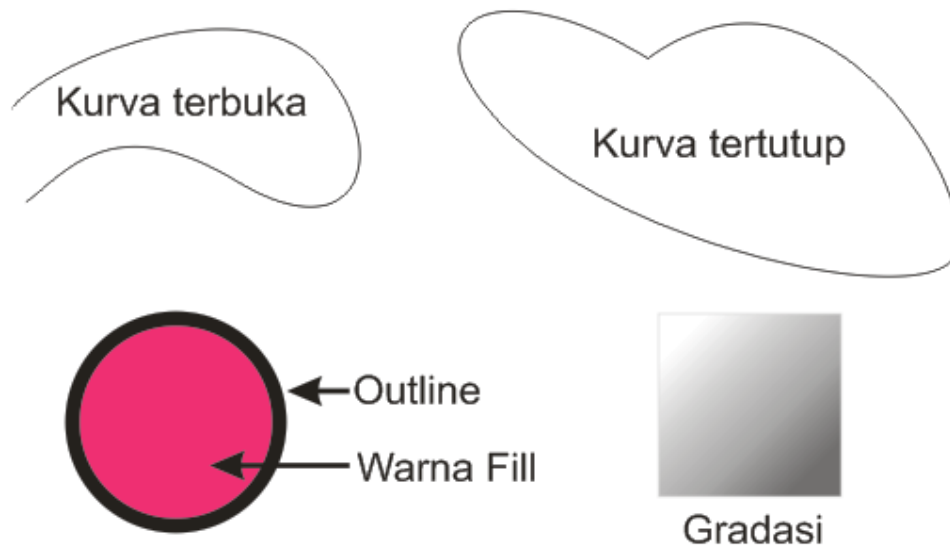 Kurva terbuka
Kurva tertutup
Outline
Warna Fill
Gradasi